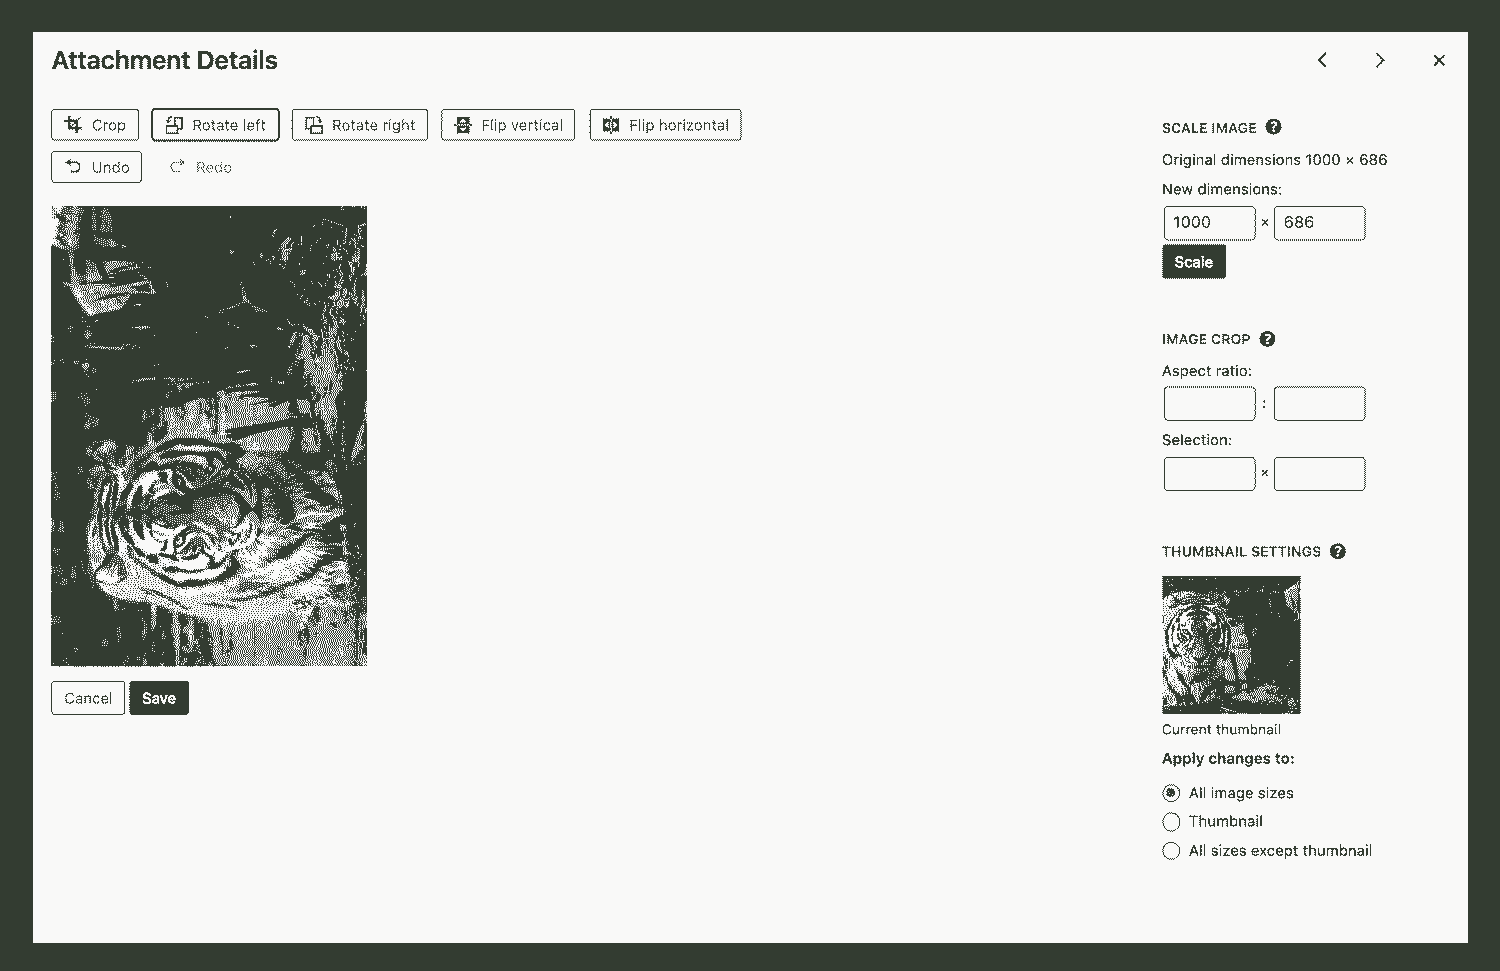 Attachment Details
Crop
Rotate left
Rotate right
Flip vertical
Flip horizontal
Undo
Redo
Cancel
Save
SCALE IMAGE
Original dimensions 1000 × 686
New dimensions:
1000 × 686
Scale
IMAGE CROP
Aspect ratio:
:
Selection:
×
THUMBNAIL SETTINGS
Current thumbnail
Apply changes to:
All image sizes
Thumbnail
All sizes except thumbnail